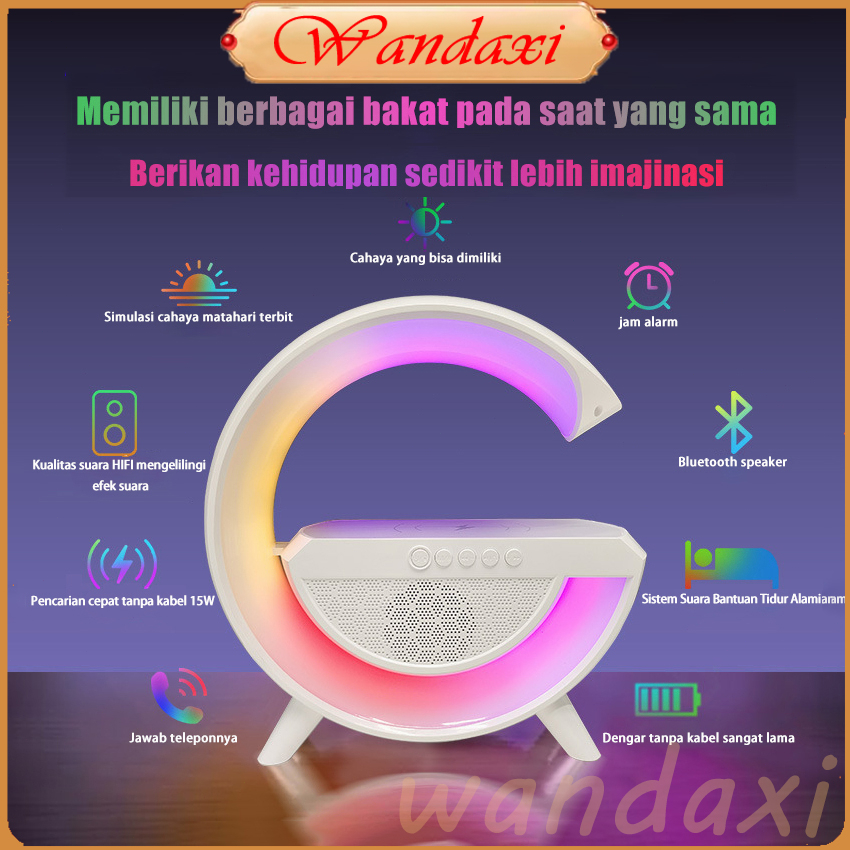 Wandaxi
Memiliki berbagai bakat pada saat yang sama
Berikan kehidupan sedikit lebih imajinasi
Cahaya yang bisa dimiliki
Simulasi cahaya matahari terbit
jam alarm
Kualitas suara HIFI mengelilingi
efek suara
Bluetooth speaker
Pencarian cepat tanpa kabel 15W
Sistem Suara Bantuan Tidur Alamiaram
Jawab teleponnya
Dengar tanpa kabel sangat lama
wandaxi